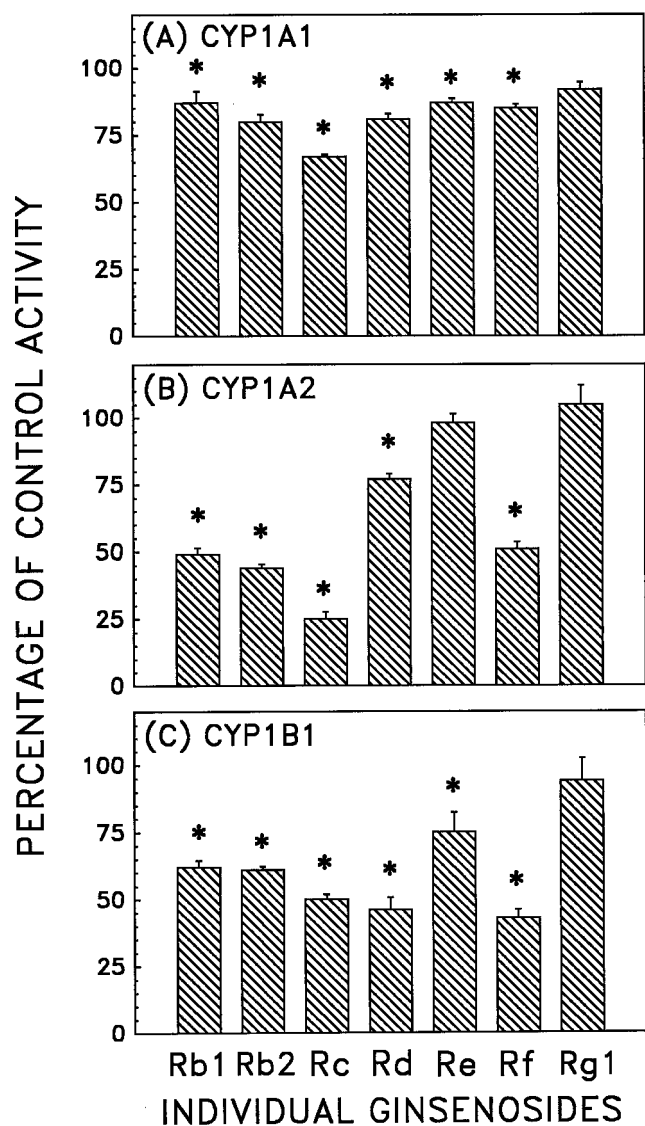 PERCENTAGE OF CONTROL ACTIVITY
(A) CYP1A1
100
75
50
25
0
* * * * * *
(B) CYP1A2
100
75
50
25
0
* * * * *
(C) CYP1B1
100
75
50
25
0
* * * * * *
Rb1 Rb2 Rc Rd Re Rf Rg1
INDIVIDUAL GINSENOSIDES